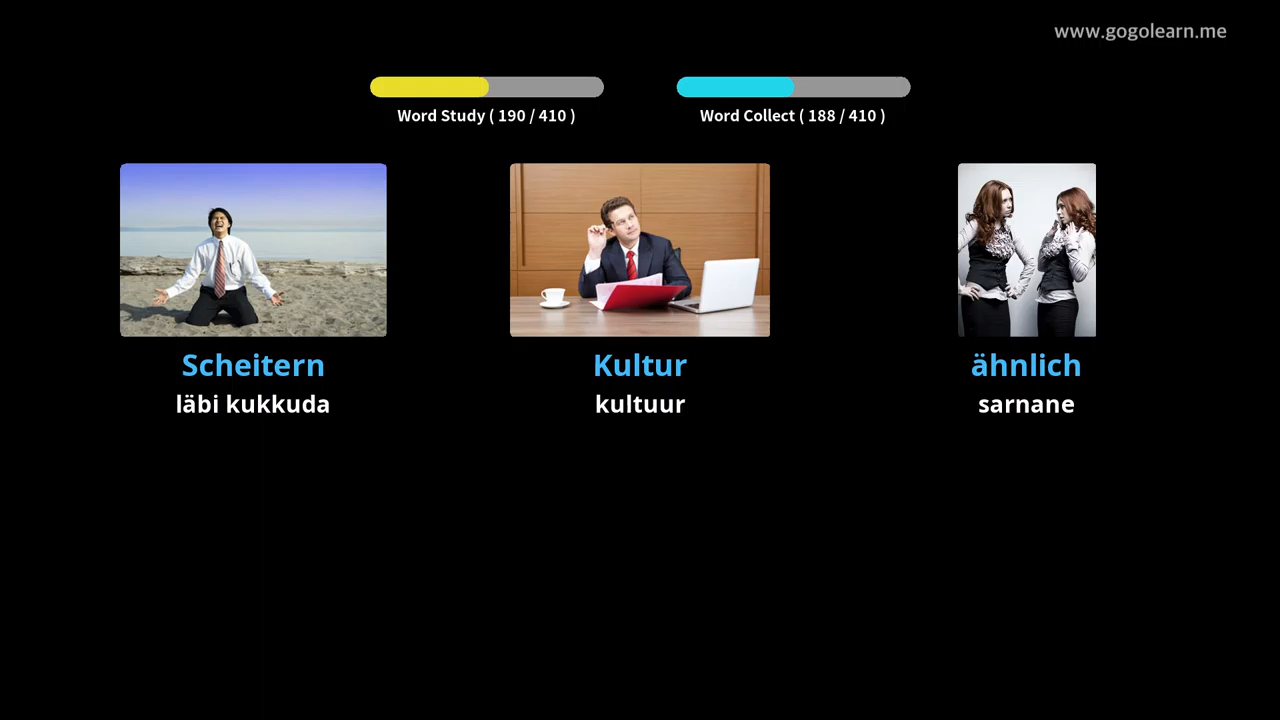 www.gogolearn.me
Word Study ( 190 / 410 )
Word Collect ( 188 / 410 )
Scheitern
läbi kukkuda
Kultur
kultuur
ähnlich
sarnane